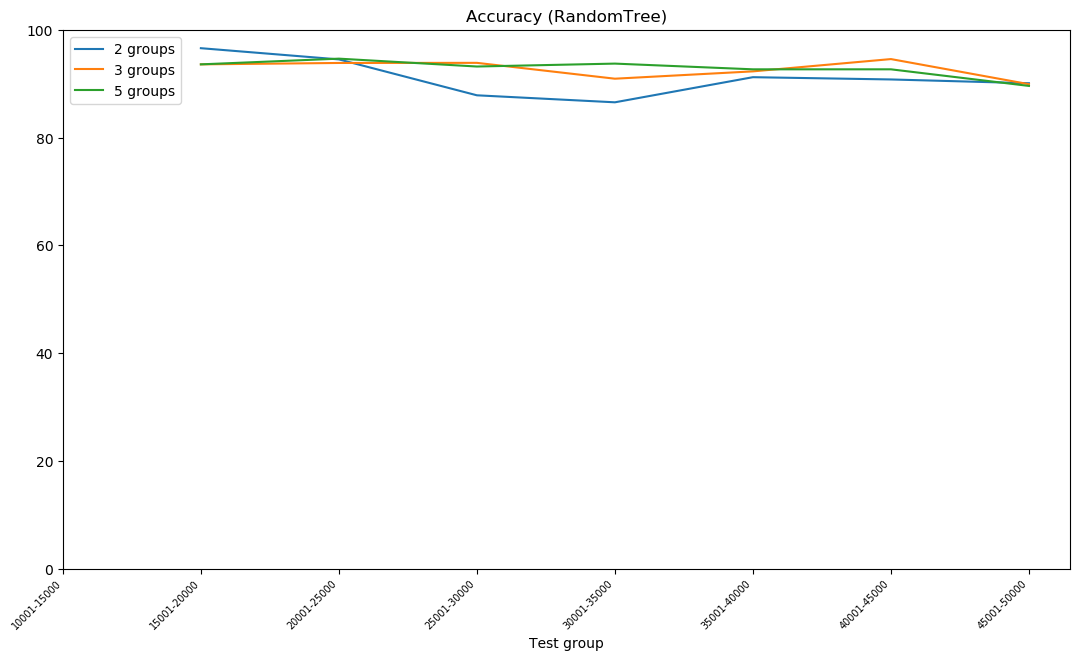 Accuracy (RandomTree)
2 groups
3 groups
5 groups
100
80
60
40
20
0
10001-15000
15001-20000
20001-25000
25001-30000
30001-35000
35001-40000
40001-45000
45001-50000
Test group